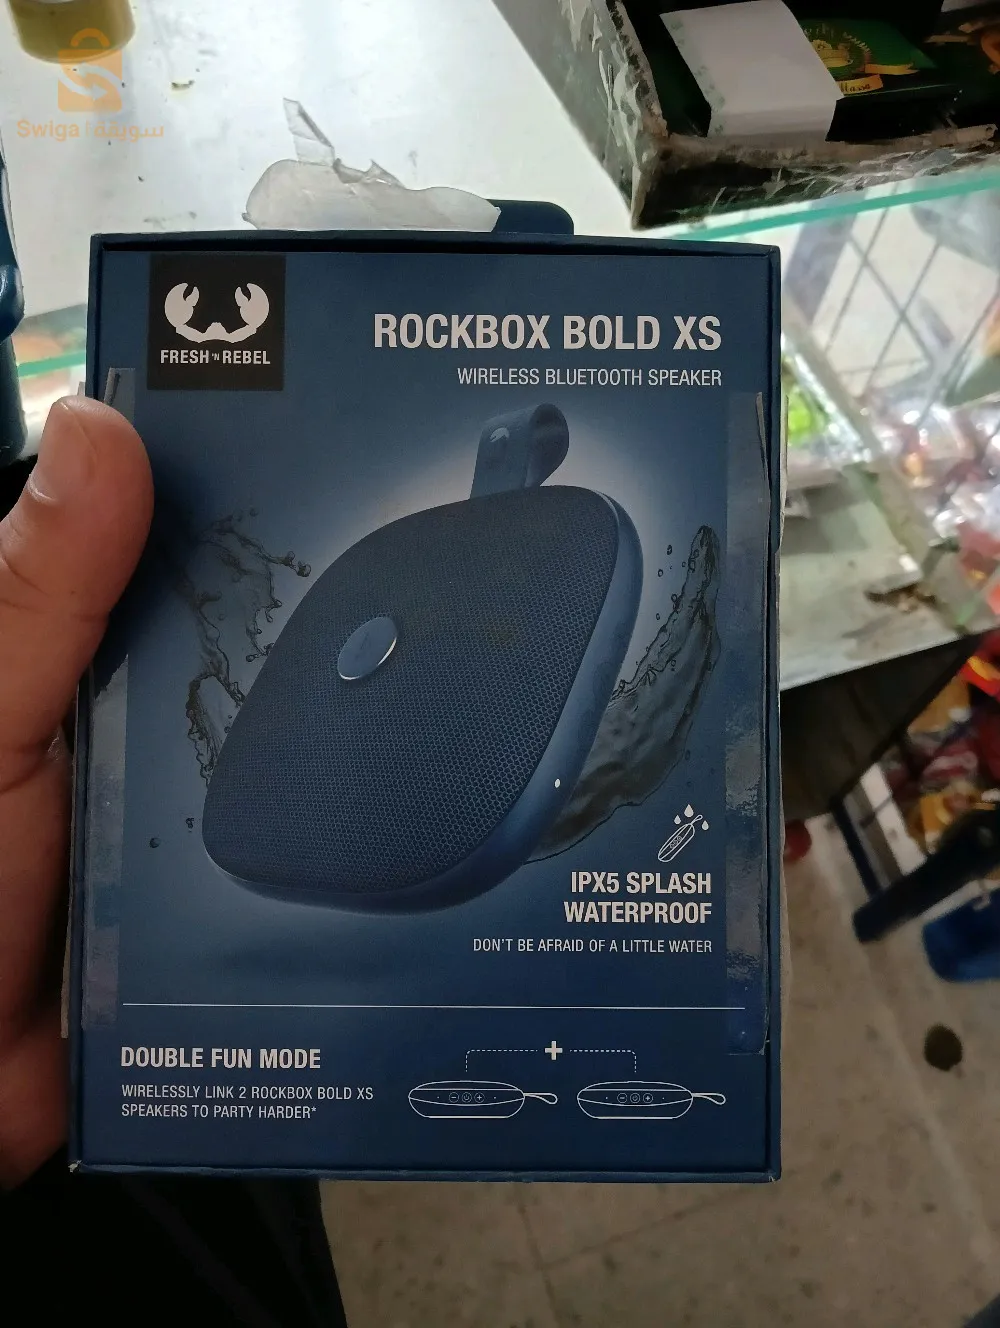 Swiga سويقة
FRESH 'N REBEL
ROCKBOX BOLD XS
WIRELESS BLUETOOTH SPEAKER
IPX5 SPLASH
WATERPROOF
DON'T BE AFRAID OF A LITTLE WATER
DOUBLE FUN MODE
WIRELESSLY LINK 2 ROCKBOX BOLD XS
SPEAKERS TO PARTY HARDER*